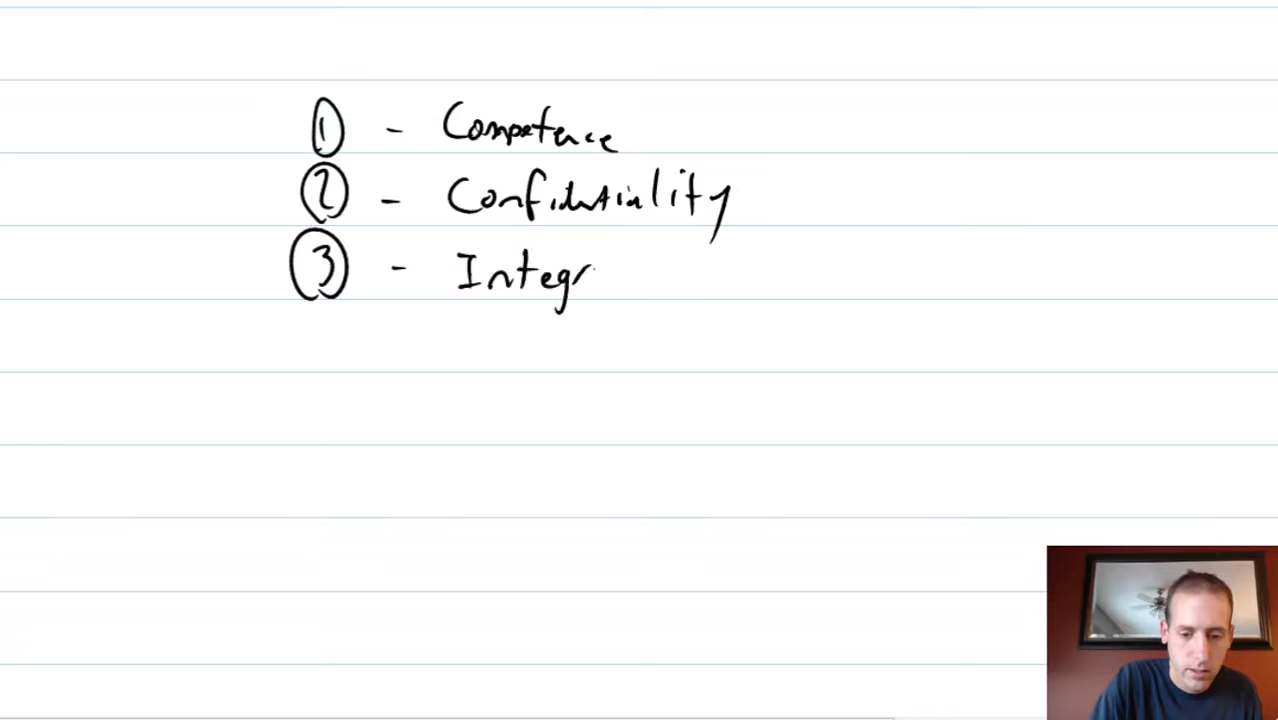 ① - Competence
② - Confidentiality
③ - Integr